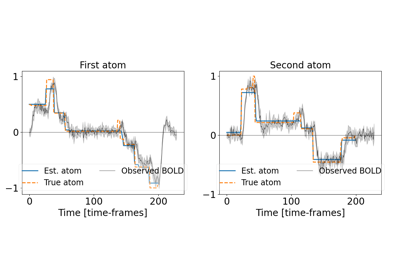 First atom
1
0
−1
Est. atom
True atom
Observed BOLD
0
100
200
Time [time-frames]
Second atom
1
0
−1
Est. atom
True atom
Observed BOLD
0
100
200
Time [time-frames]